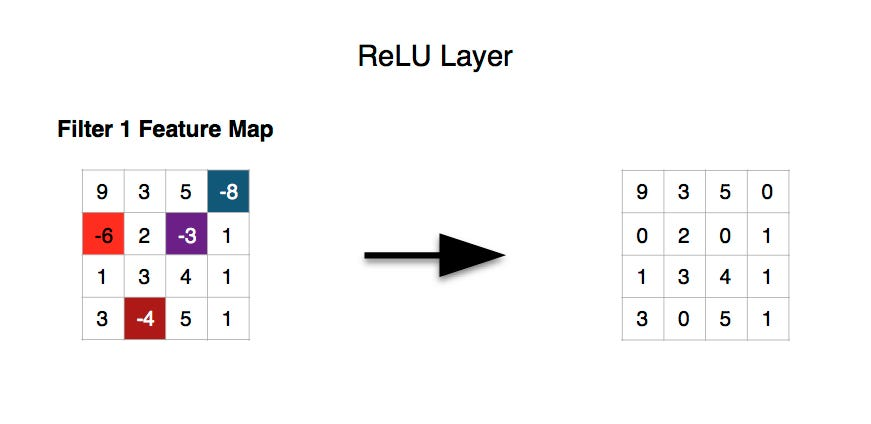 ReLU Layer
Filter 1 Feature Map
9 3 5 -8
-6 2 -3 1
1 3 4 1
3 -4 5 1
9 3 5 0
0 2 0 1
1 3 4 1
3 0 5 1